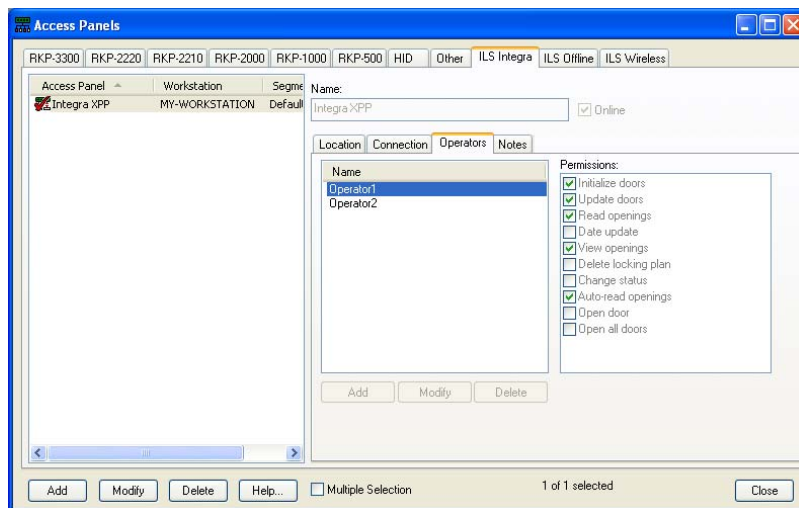 Access Panels
RKP-3300 RKP-2220 RKP-2210 RKP-2000 RKP-1000 RKP-500 HID Other ILS Integra ILS Offline ILS Wireless
Access Panel Workstation Segme
Integra XPP MY-WORKSTATION Default
Name:
Integra XPP Online
Location Connection Operators Notes
Name
Operator1
Operator2
Permissions:
Initialize doors
Update doors
Read openings
Date update
View openings
Delete locking plan
Change status
Auto-read openings
Open door
Open all doors
Add Modify Delete
Add Modify Delete Help... Multiple Selection 1 of 1 selected Close